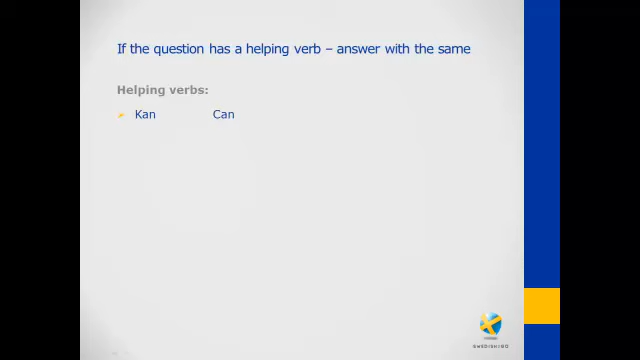 If the question has a helping verb – answer with the same
Helping verbs:
Kan Can